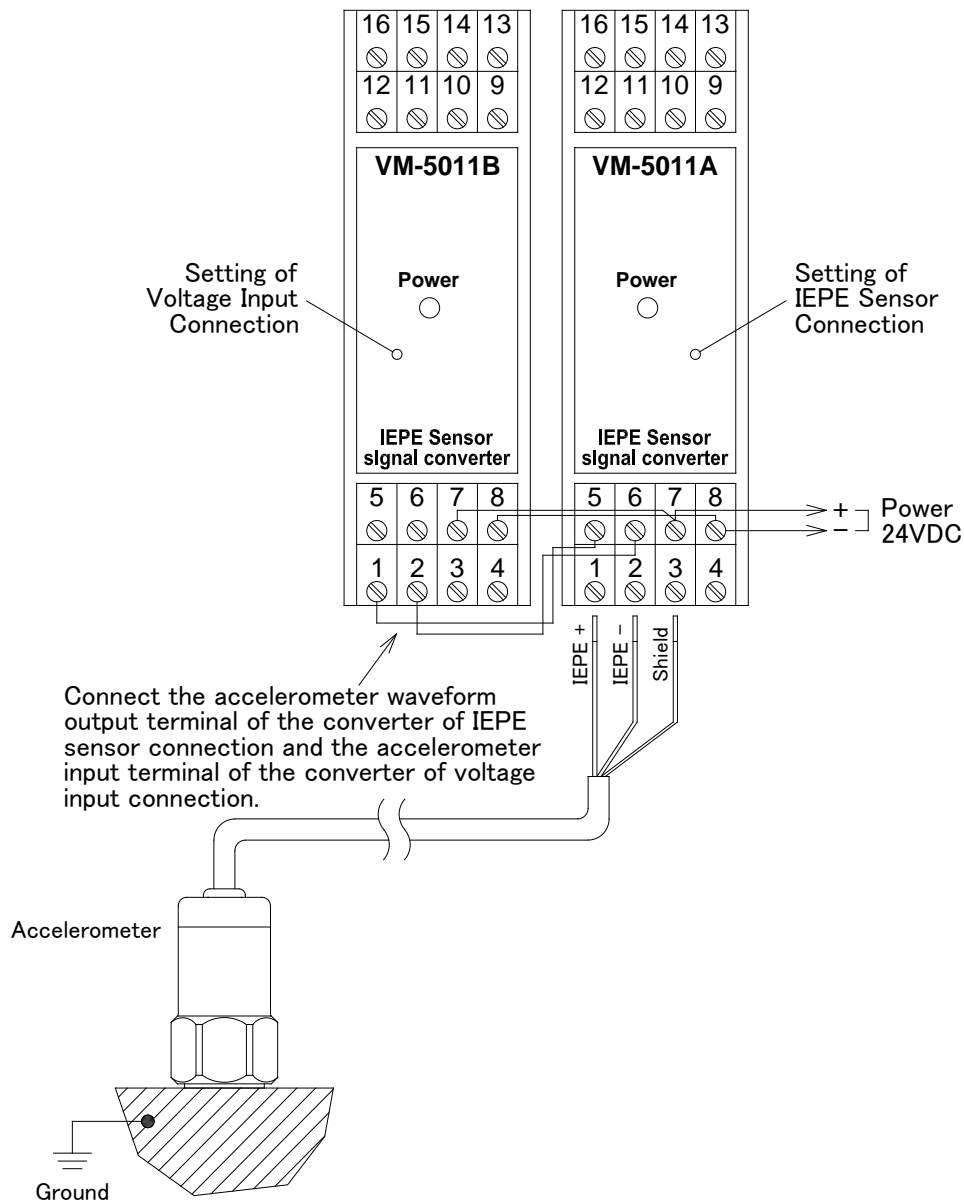 16 15 14 13
12 11 10 9
VM-5011B
Power
IEPE Sensor
signal converter
5 6 7 8
1 2 3 4
16 15 14 13
12 11 10 9
VM-5011A
Power
IEPE Sensor
signal converter
5 6 7 8
1 2 3 4
Setting of
Voltage Input
Connection
Setting of
IEPE Sensor
Connection
+ Power
− 24VDC
IEPE +
IEPE −
Shield
Connect the accelerometer waveform
output terminal of the converter of IEPE
sensor connection and the accelerometer
input terminal of the converter of voltage
input connection.
Accelerometer
Ground